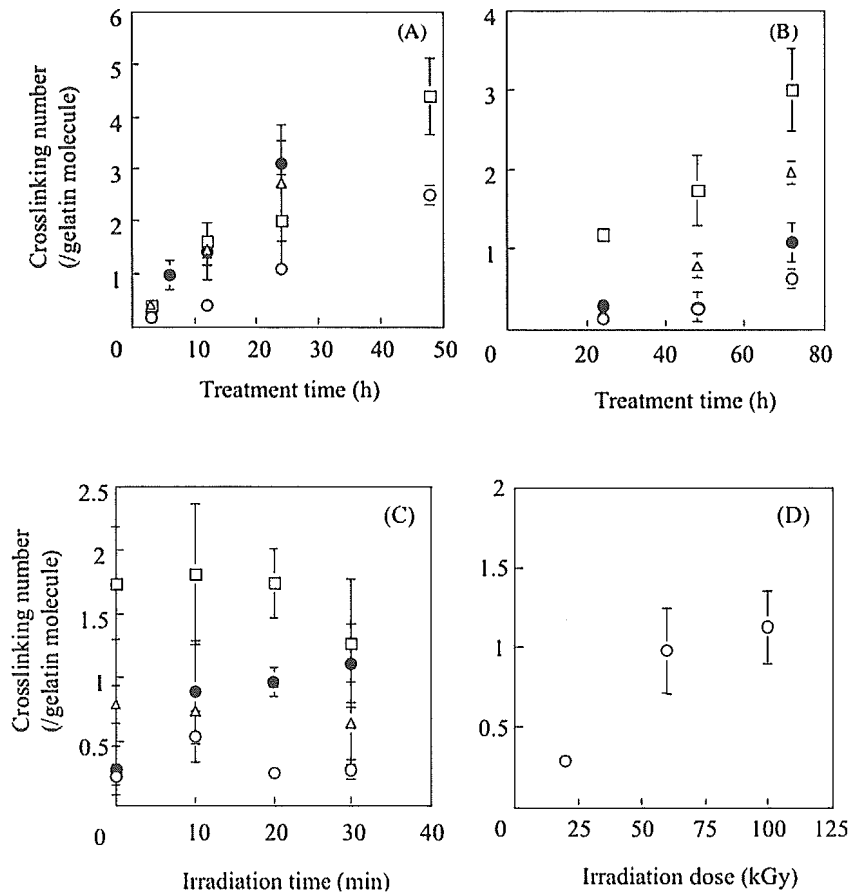 6
5
4
3
2
1
0
(A)
Crosslinking number
(/gelatin molecule)
10 20 30 40 50
Treatment time (h)
4
3
2
1
0
(B)
20 40 60 80
Treatment time (h)
2.5
2
1.5
1
0.5
0
(C)
Crosslinking number
(/gelatin molecule)
10 20 30 40
Irradiation time (min)
2
1.5
1
0.5
0
(D)
25 50 75 100 125
Irradiation dose (kGy)